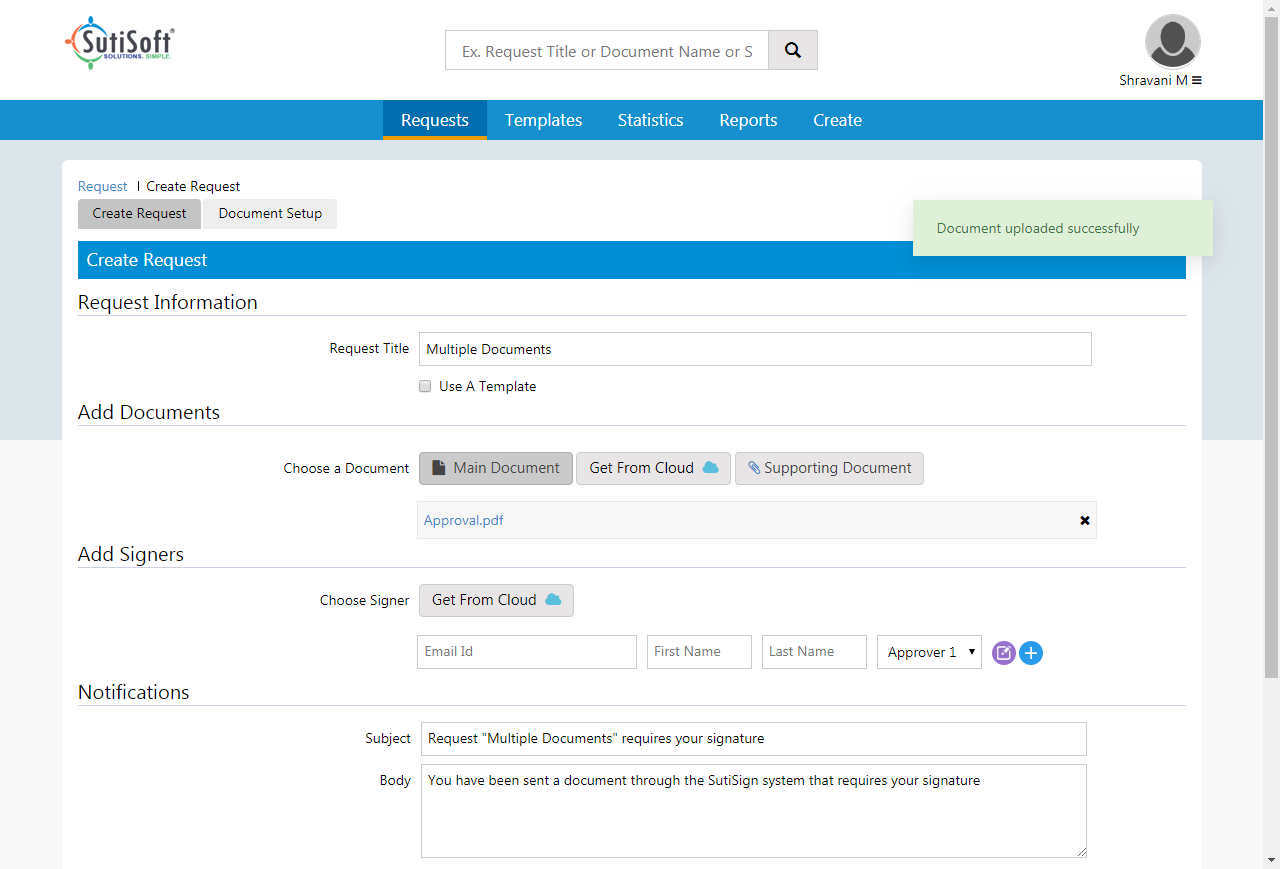 SutiSoft®
SOLUTIONS. SIMPLE.
Ex. Request Title or Document Name or S
Shravani M
Requests Templates Statistics Reports Create
Request | Create Request
Create Request Document Setup
Document uploaded successfully
Create Request
Request Information
Request Title Multiple Documents
Use A Template
Add Documents
Choose a Document Main Document Get From Cloud Supporting Document
Approval.pdf
Add Signers
Choose Signer Get From Cloud
Email Id First Name Last Name Approver 1
Notifications
Subject Request "Multiple Documents" requires your signature
Body You have been sent a document through the SutiSign system that requires your signature